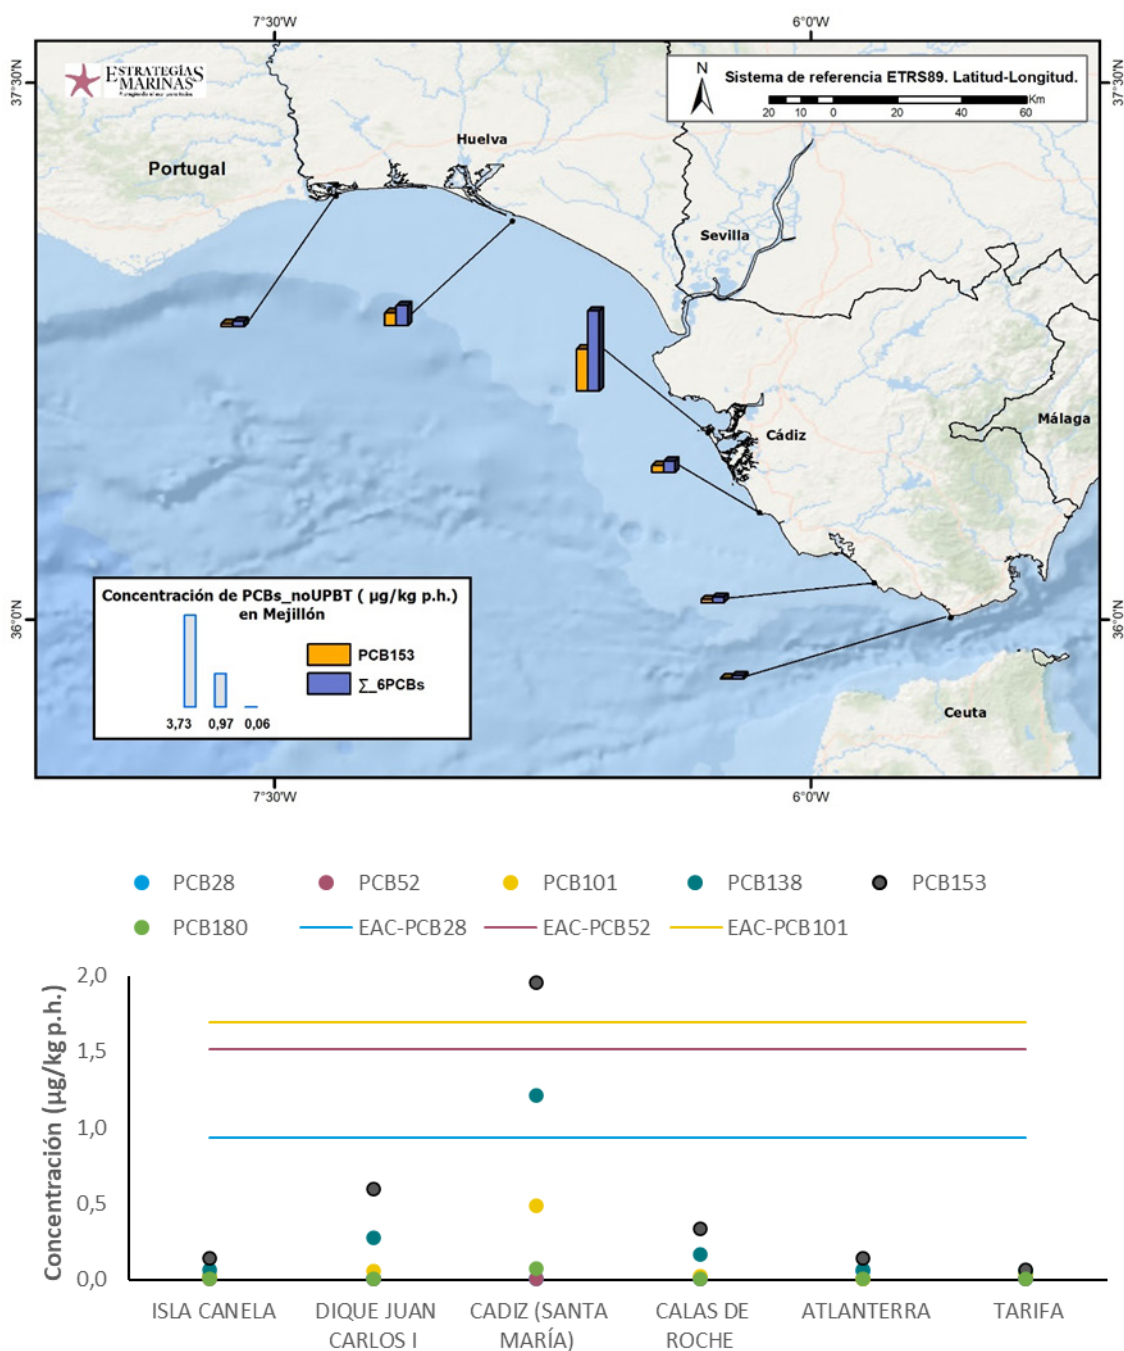 7°30'W 6°0'W
37°30'N 37°30'N
ESTRATEGIAS
MARINAS
Sistema de referencia ETRS89. Latitud-Longitud.
N
Km
20 10 0 20 40 60
Huelva
Portugal
Sevilla
Málaga
Cádiz
36°0'N 36°0'N
Concentración de PCBs_noUPBT ( µg/kg p.h.)
en Mejillón
PCB153
∑_6PCBs
3,73 0,97 0,06
Ceuta
7°30'W 6°0'W
PCB28 PCB52 PCB101 PCB138 PCB153
PCB180 EAC-PCB28 EAC-PCB52 EAC-PCB101
Concentración (µg/kg p.h.)
2,0
1,5
1,0
0,5
0,0
ISLA CANELA
DIQUE JUAN
CARLOS I
CADIZ (SANTA
MARÍA)
CALAS DE
ROCHE
ATLANTERRA
TARIFA